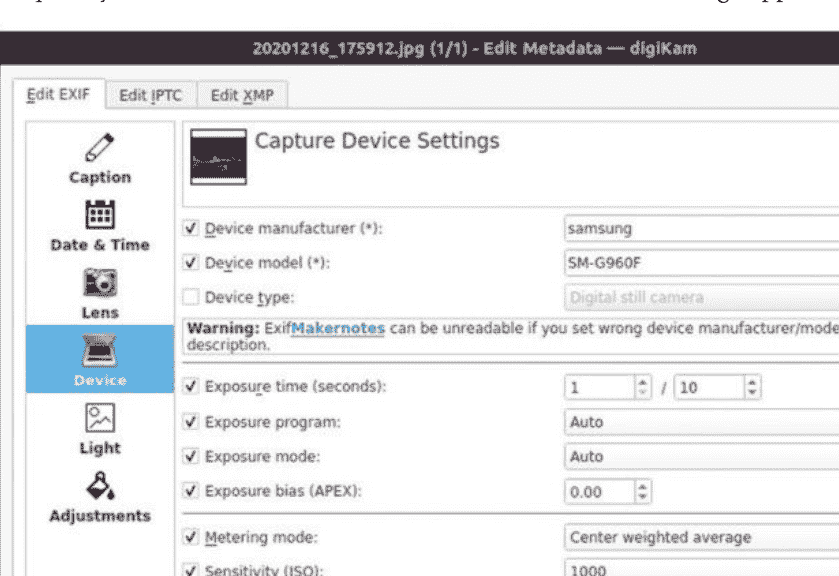 20201216_175912.jpg (1/1) - Edit Metadata — digiKam
Edit EXIF Edit IPTC Edit XMP
Capture Device Settings
Caption
Date & Time
Lens
Device
Light
Adjustments
Device manufacturer (*): samsung
Device model (*): SM-G960F
Device type: Digital still camera
Warning: Exif Makernotes can be unreadable if you set wrong device manufacturer/mode
description.
Exposure time (seconds): 1 / 10
Exposure program: Auto
Exposure mode: Auto
Exposure bias (APEX): 0.00
Metering mode: Center weighted average
Sensitivity (ISO): 1000